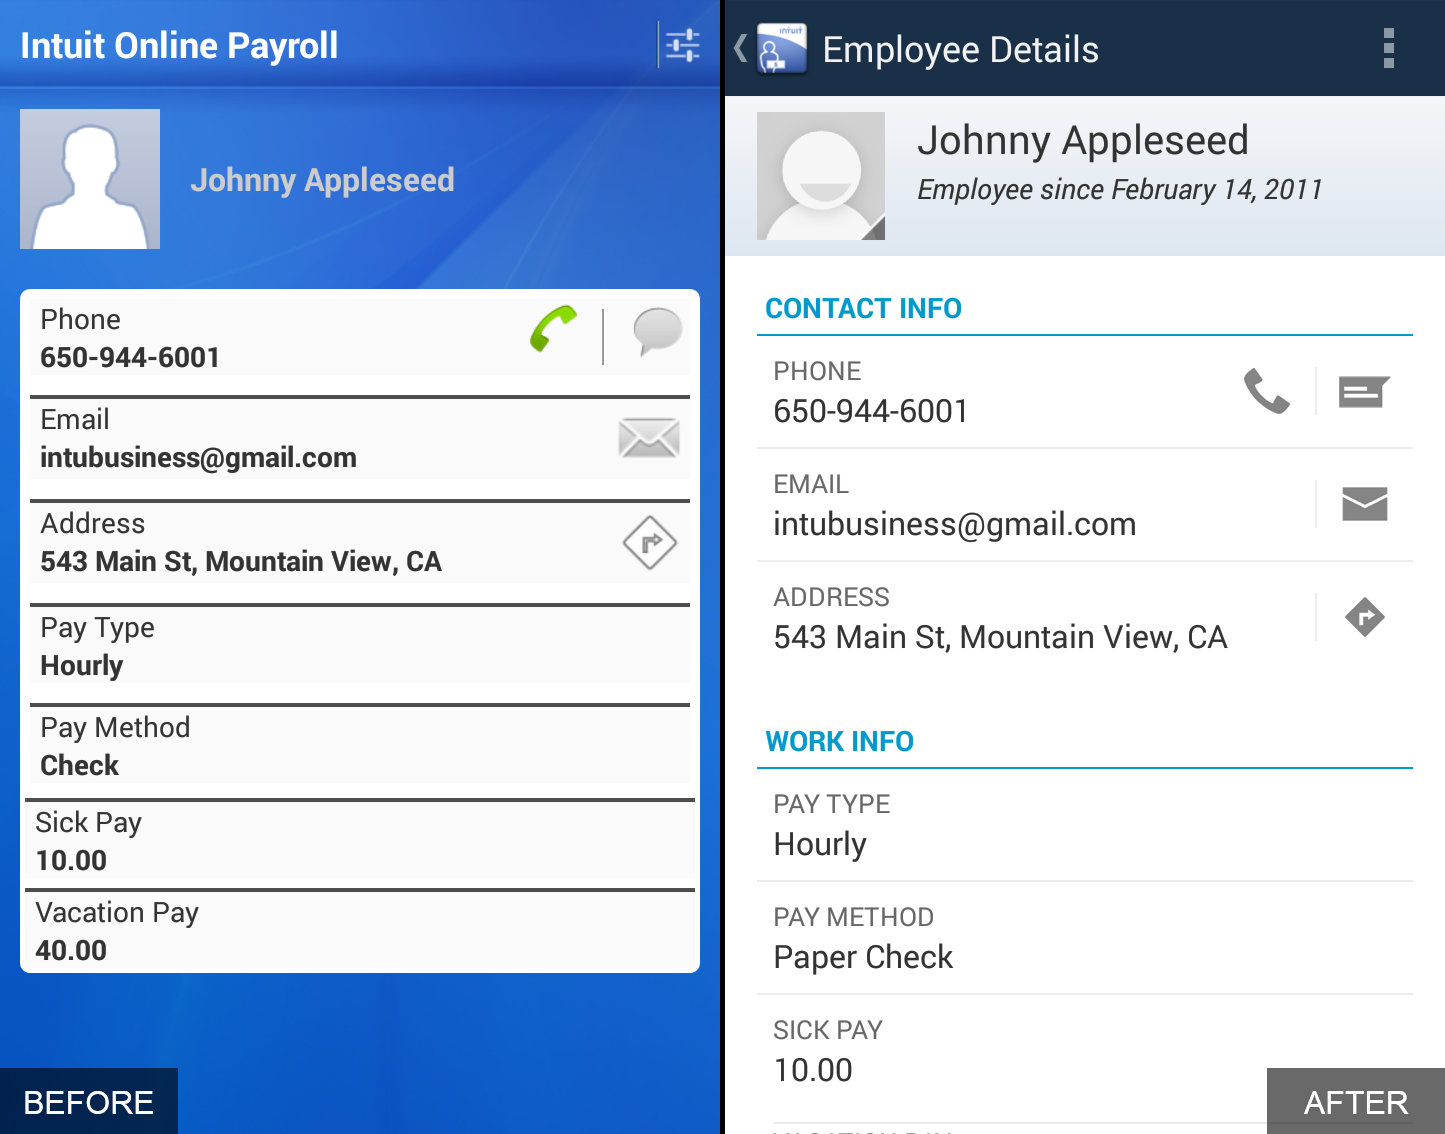 Intuit Online Payroll
Johnny Appleseed
Phone
650-944-6001
Email
intubusiness@gmail.com
Address
543 Main St, Mountain View, CA
Pay Type
Hourly
Pay Method
Check
Sick Pay
10.00
Vacation Pay
40.00
BEFORE
intuit
Employee Details
Johnny Appleseed
Employee since February 14, 2011
CONTACT INFO
PHONE
650-944-6001
EMAIL
intubusiness@gmail.com
ADDRESS
543 Main St, Mountain View, CA
WORK INFO
PAY TYPE
Hourly
PAY METHOD
Paper Check
SICK PAY
10.00
AFTER